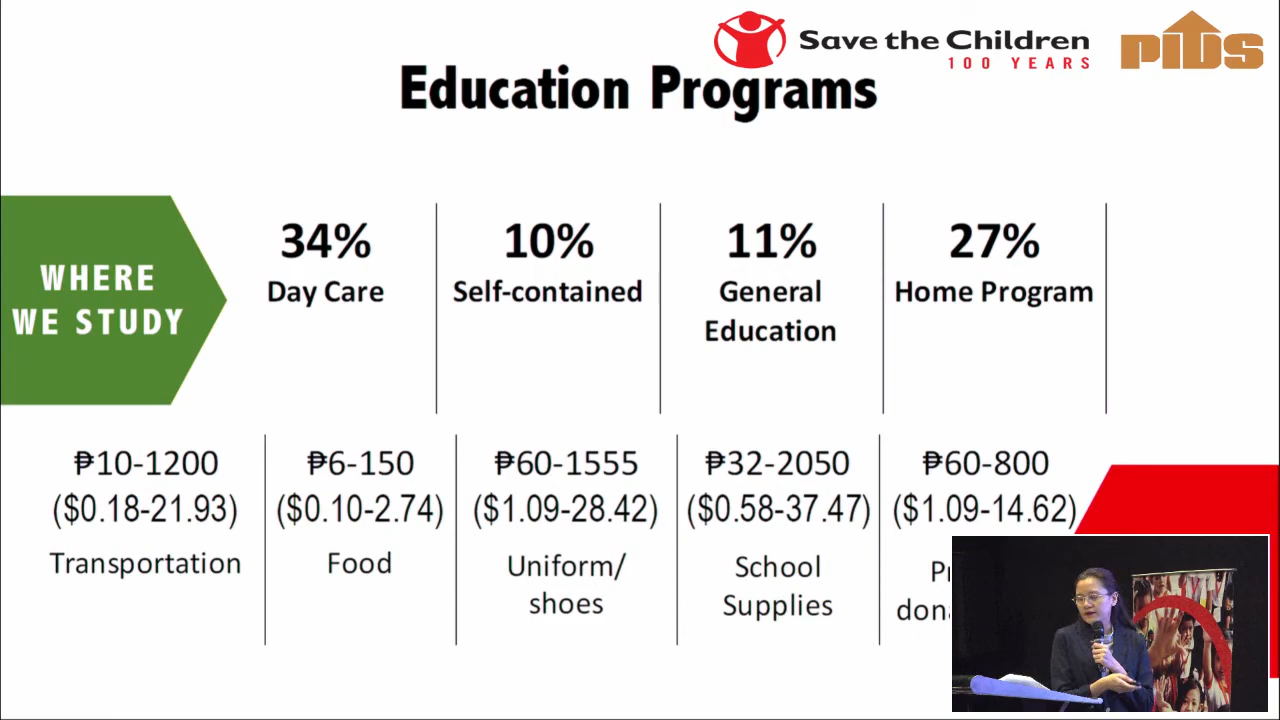 Save the Children
100 YEARS
PIDS
Education Programs
WHERE
WE STUDY
34%
Day Care
10%
Self-contained
11%
General
Education
27%
Home Program
₱10-1200
($0.18-21.93)
Transportation
₱6-150
($0.10-2.74)
Food
₱60-1555
($1.09-28.42)
Uniform/
shoes
₱32-2050
($0.58-37.47)
School
Supplies
₱60-800
($1.09-14.62)